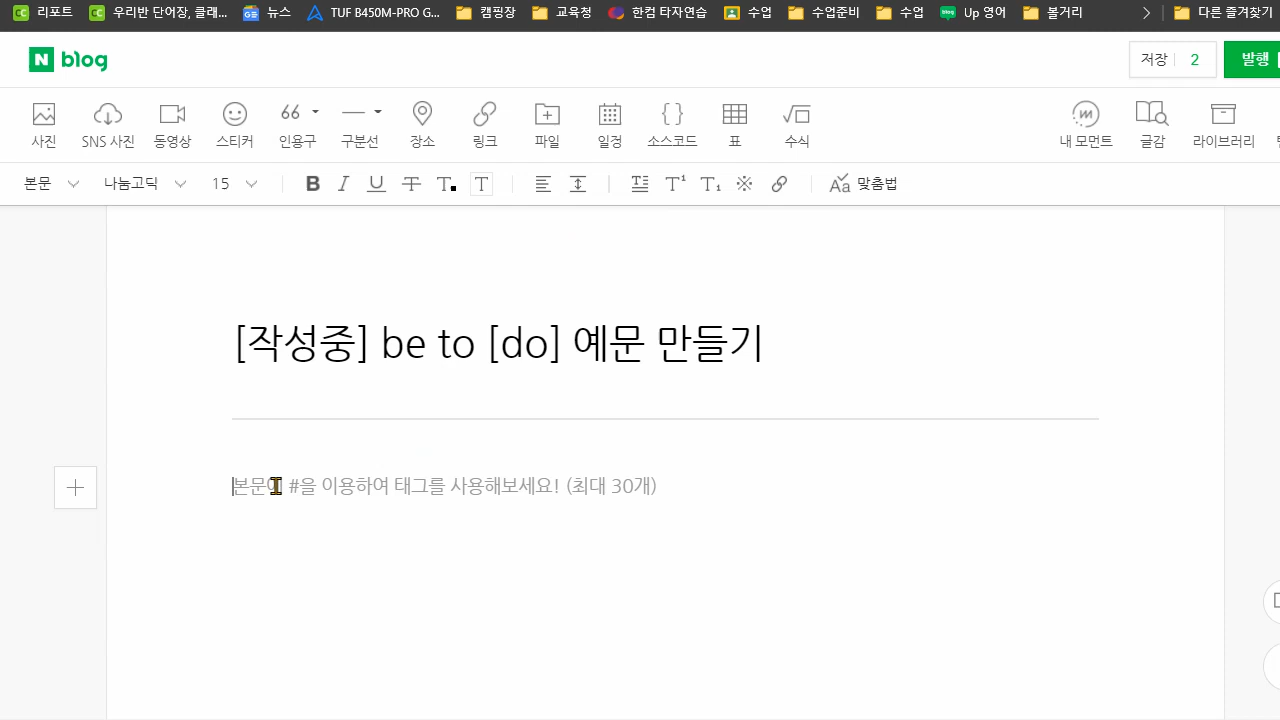 리포트 우리반 단어장, 클래... 뉴스 TUF B450M-PRO G... 캠핑장 교육청 한컴 타자연습 수업 수업준비 수업 Up 영어 볼거리 다른 즐겨찾기
N blog 저장 2 발행
사진 SNS 사진 동영상 스티커 66 인용구 구분선 장소 링크 파일 일정 {} 소스코드 표 수식 내 모먼트 글감 라이브러리
본문 나눔고딕 15 B I U T T T T T¹ T₁ ※ Aa 맞춤법
[작성중] be to [do] 예문 만들기
본문에 #을 이용하여 태그를 사용해보세요! (최대 30개)